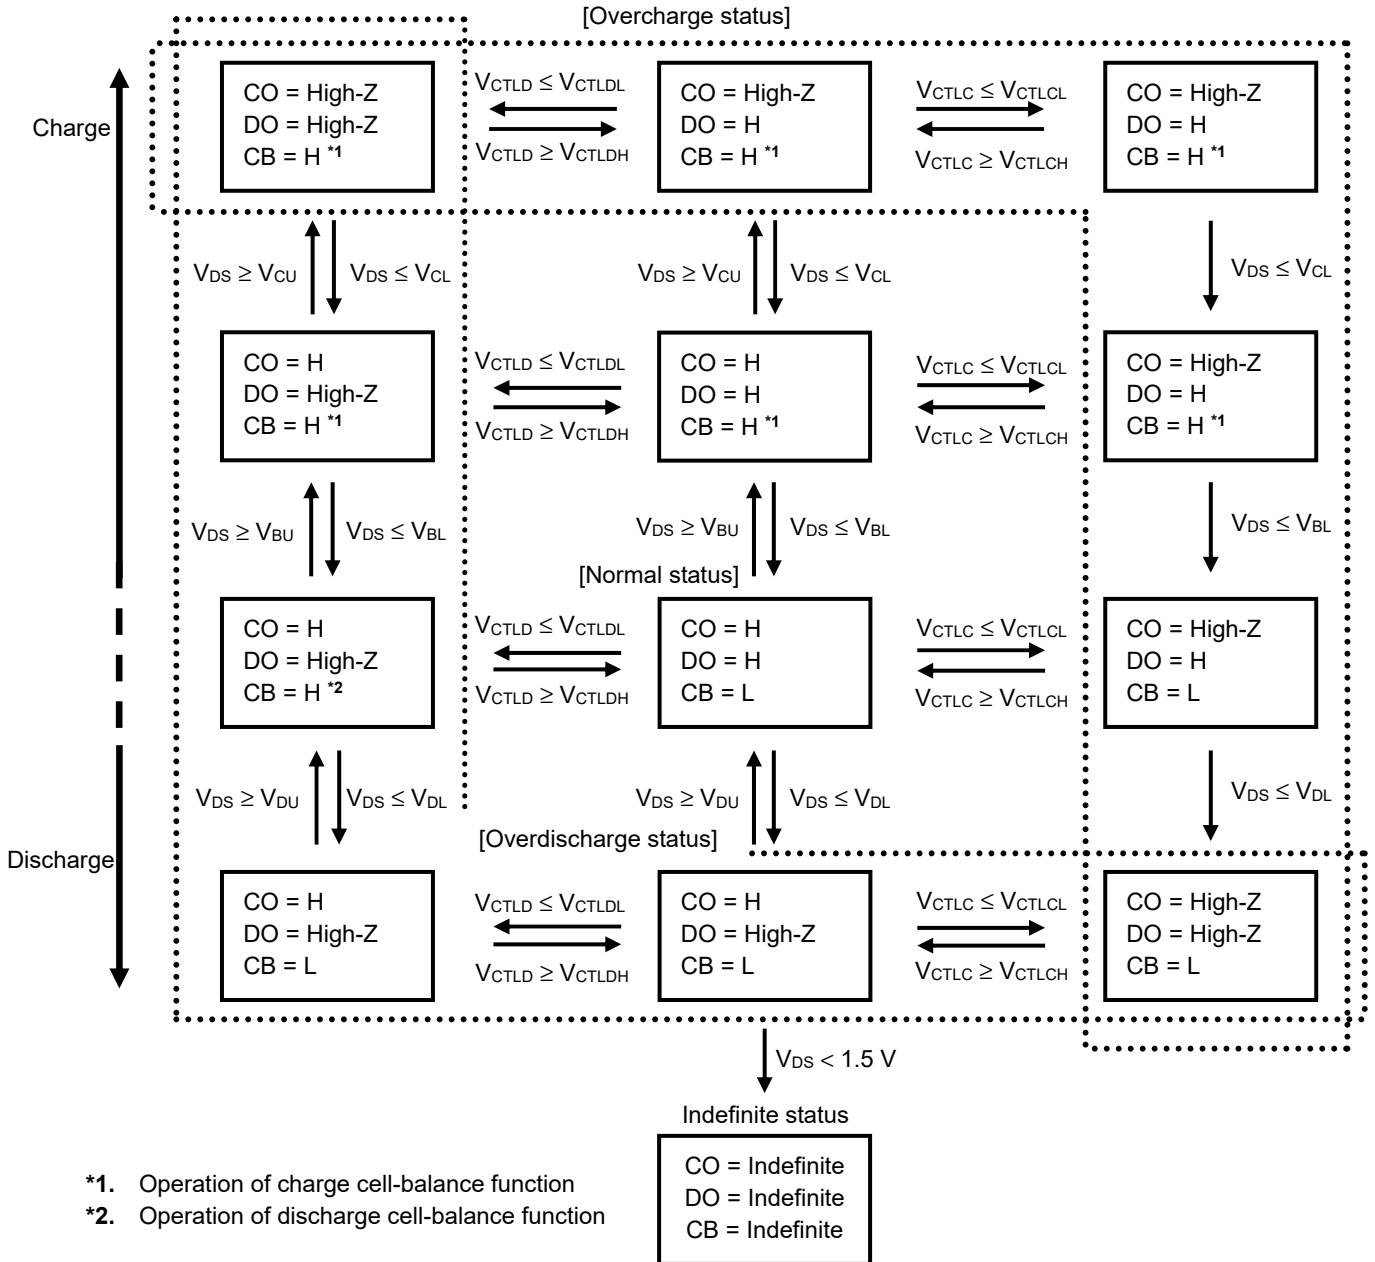 [Overcharge status]
Charge
CO = High-Z
DO = High-Z
CB = H *1
VCTLD ≤ VCTLDL
VCTLD ≥ VCTLDH
CO = High-Z
DO = H
CB = H *1
VCTLC ≤ VCTLCL
VCTLC ≥ VCTLCH
CO = High-Z
DO = H
CB = H *1
VDS ≥ VCU
VDS ≤ VCL
VDS ≥ VCU
VDS ≤ VCL
VDS ≤ VCL
CO = H
DO = High-Z
CB = H *1
VCTLD ≤ VCTLDL
VCTLD ≥ VCTLDH
CO = H
DO = H
CB = H *1
VCTLC ≤ VCTLCL
VCTLC ≥ VCTLCH
CO = High-Z
DO = H
CB = H *1
VDS ≥ VBU
VDS ≤ VBL
VDS ≥ VBU
VDS ≤ VBL
VDS ≤ VBL
[Normal status]
CO = H
DO = High-Z
CB = H *2
VCTLD ≤ VCTLDL
VCTLD ≥ VCTLDH
CO = H
DO = H
CB = L
VCTLC ≤ VCTLCL
VCTLC ≥ VCTLCH
CO = High-Z
DO = H
CB = L
VDS ≥ VDU
VDS ≤ VDL
VDS ≥ VDU
VDS ≤ VDL
VDS ≤ VDL
[Overdischarge status]
Discharge
CO = H
DO = High-Z
CB = L
VCTLD ≤ VCTLDL
VCTLD ≥ VCTLDH
CO = H
DO = High-Z
CB = L
VCTLC ≤ VCTLCL
VCTLC ≥ VCTLCH
CO = High-Z
DO = High-Z
CB = L
VDS < 1.5 V
Indefinite status
CO = Indefinite
DO = Indefinite
CB = Indefinite
*1. Operation of charge cell-balance function
*2. Operation of discharge cell-balance function